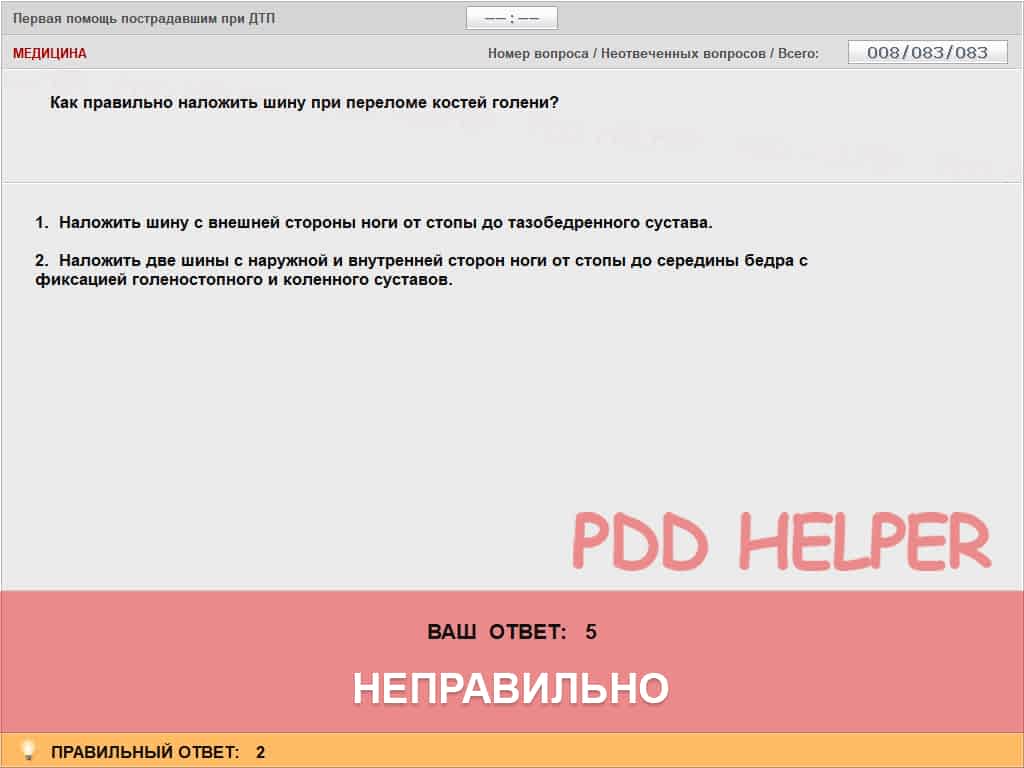 Первая помощь пострадавшим при ДТП
—— : ——
МЕДИЦИНА
Номер вопроса / Неотвеченных вопросов / Всего:
008/083/083
Как правильно наложить шину при переломе костей голени?
1. Наложить шину с внешней стороны ноги от стопы до тазобедренного сустава.
2. Наложить две шины с наружной и внутренней сторон ноги от стопы до середины бедра с
фиксацией голеностопного и коленного суставов.
PDD HELPER
ВАШ ОТВЕТ: 5
НЕПРАВИЛЬНО
ПРАВИЛЬНЫЙ ОТВЕТ: 2